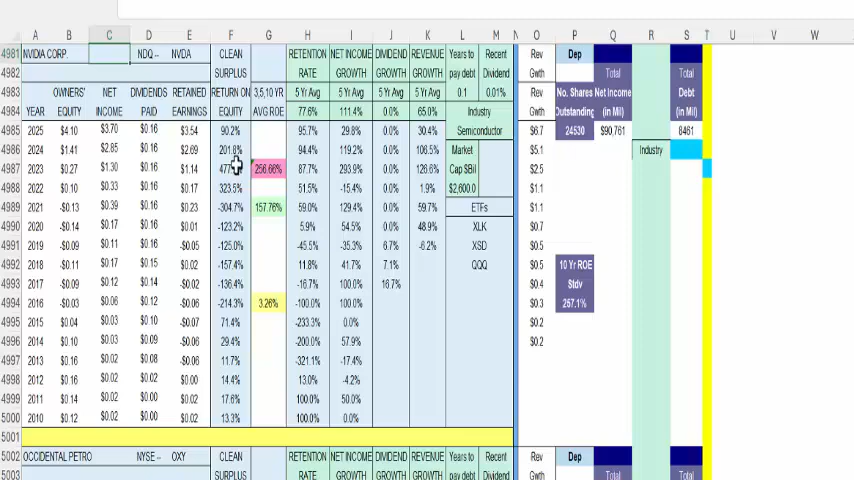 A B C D E F G H I J K L M N O P Q R S T U V W
4981 NVIDIA CORP. NDQ -- NVDA CLEAN RETENTION NET INCOME DIVIDEND REVENUE Years to Recent Rev Dep
4982 SURPLUS RATE GROWTH GROWTH GROWTH pay debt Dividend Gwth Total Total
4983 OWNERS' NET DIVIDENDS RETAINED RETURN ON 3,5,10 YR 5 Yr Avg 5 Yr Avg 5 Yr Avg 5 Yr Avg 0.1 0.01% Rev No. Shares Net Income Debt
4984 YEAR EQUITY INCOME PAID EARNINGS EQUITY AVG ROE 77.6% 111.4% 0.0% 65.0% Industry Gwth Outstanding (in Mil) (in Mil)
4985 2025 $4.10 $3.70 $0.16 $3.54 90.2% 95.7% 29.8% 0.0% 30.4% Semiconductor $6.7 24530 $90,761 8461
4986 2024 $1.41 $2.85 $0.16 $2.69 201.8% 94.4% 119.2% 0.0% 106.5% Market $5.1 Industry
4987 2023 $0.27 $1.30 $0.16 $1.14 256.66% 87.7% 293.9% 0.0% 126.6% Cap $Bil $2.5
4988 2022 $0.10 $0.33 $0.16 $0.17 323.5% 51.5% -15.4% 0.0% 1.9% $2,600.0 $1.1
4989 2021 -$0.13 $0.39 $0.16 $0.23 -304.7% 157.76% 59.0% 129.4% 0.0% 59.7% ETFs $1.1
4990 2020 -$0.14 $0.17 $0.16 $0.01 -123.2% 5.9% 54.5% 0.0% 48.9% XLK $0.7
4991 2019 -$0.09 $0.11 $0.16 -$0.05 -125.0% -45.5% -35.3% 6.7% -6.2% XSD $0.5
4992 2018 -$0.11 $0.17 $0.15 $0.02 -157.4% 11.8% 41.7% 7.1% QQQ $0.5 10 Yr ROE
4993 2017 -$0.09 $0.12 $0.14 -$0.02 -136.4% -16.7% 100.0% 16.7% $0.4 Stdv
4994 2016 -$0.03 $0.06 $0.12 -$0.06 -214.3% 3.26% -100.0% 100.0% $0.3 257.1%
4995 2015 $0.04 $0.03 $0.10 -$0.07 71.4% -233.3% 0.0% $0.2
4996 2014 $0.10 $0.03 $0.09 -$0.06 29.4% -200.0% 57.9% $0.2
4997 2013 $0.16 $0.02 $0.08 -$0.06 11.7% -321.1% -17.4%
4998 2012 $0.16 $0.02 $0.02 $0.00 14.4% 13.0% -4.2%
4999 2011 $0.14 $0.02 $0.00 $0.02 17.6% 100.0% 50.0%
5000 2010 $0.12 $0.02 $0.00 $0.02 13.3% 100.0% 0.0%
5001
5002 OCCIDENTAL PETRO NYSE -- OXY CLEAN RETENTION NET INCOME DIVIDEND REVENUE Years to Recent Rev Dep
5003 SURPLUS RATE GROWTH GROWTH GROWTH pay debt Dividend Gwth Total Total